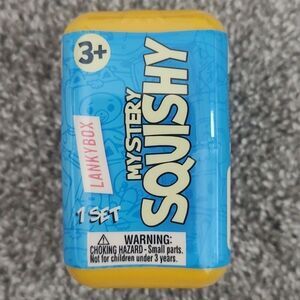 3+
LANKYBOX
MYSTERY
SQUISHY
1 SET
WARNING:
CHOKING HAZARD - Small parts.
Not for children under 3 years.